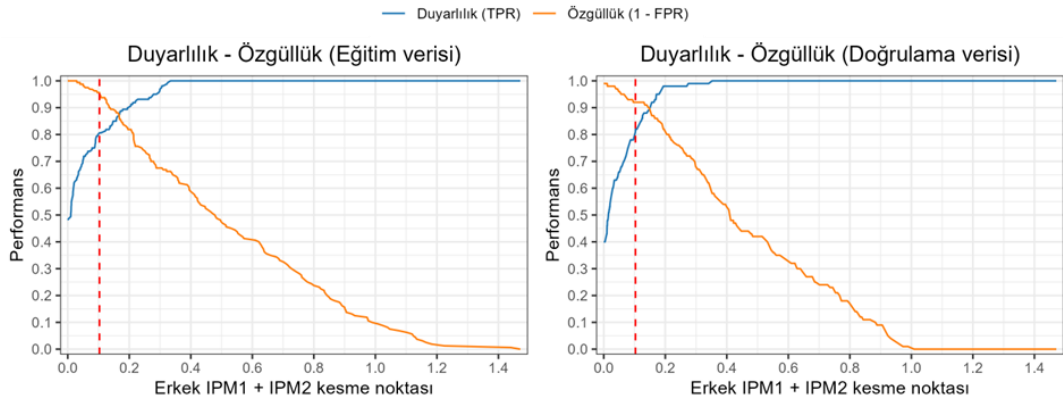 Duyarlılık (TPR) Özgüllük (1 - FPR)
Duyarlılık - Özgüllük (Eğitim verisi)
Performans
1.0
0.9
0.8
0.7
0.6
0.5
0.4
0.3
0.2
0.1
0.0
0.0 0.2 0.4 0.6 0.8 1.0 1.2 1.4
Erkek IPM1 + IPM2 kesme noktası
Duyarlılık - Özgüllük (Doğrulama verisi)
Performans
1.0
0.9
0.8
0.7
0.6
0.5
0.4
0.3
0.2
0.1
0.0
0.0 0.2 0.4 0.6 0.8 1.0 1.2 1.4
Erkek IPM1 + IPM2 kesme noktası